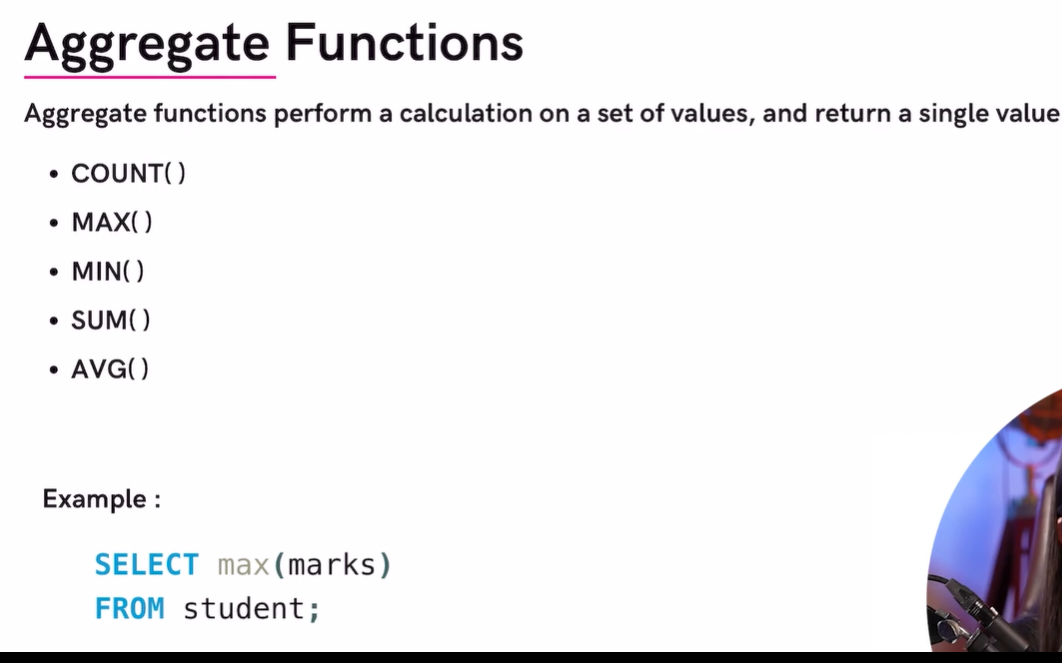 Aggregate Functions
Aggregate functions perform a calculation on a set of values, and return a single value
• COUNT( )
• MAX( )
• MIN( )
• SUM( )
• AVG( )
Example :
SELECT max(marks)
FROM student;